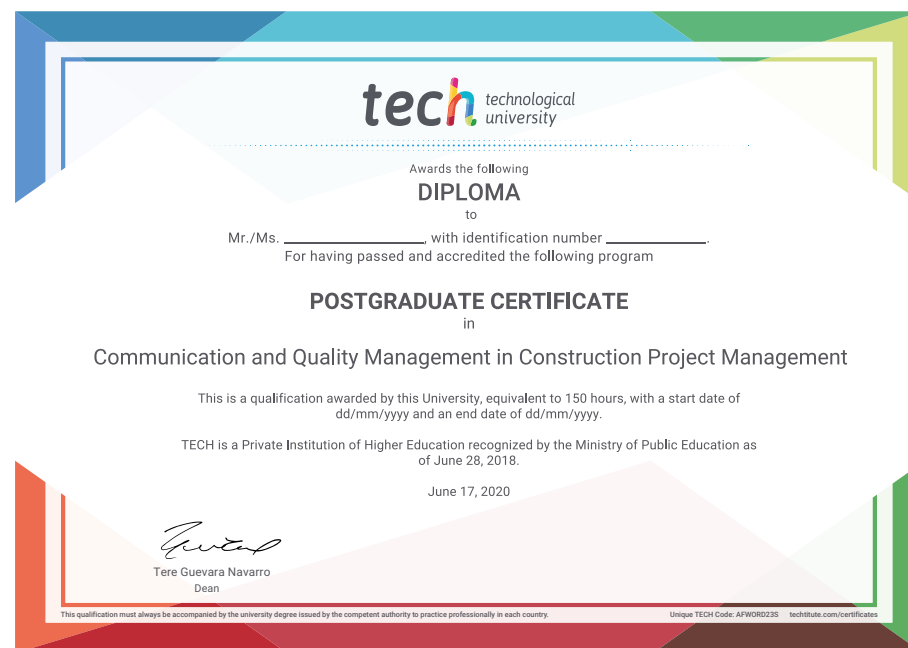 tech technological
university
Awards the following
DIPLOMA
to
Mr./Ms. ____________, with identification number ____________.
For having passed and accredited the following program
POSTGRADUATE CERTIFICATE
in
Communication and Quality Management in Construction Project Management
This is a qualification awarded by this University, equivalent to 150 hours, with a start date of
dd/mm/yyyy and an end date of dd/mm/yyyy.
TECH is a Private Institution of Higher Education recognized by the Ministry of Public Education as
of June 28, 2018.
June 17, 2020
Tere Guevara Navarro
Dean
This qualification must always be accompanied by the university degree issued by the competent authority to practice professionally in each country. Unique TECH Code: AFWORD23S techtitute.com/certificates